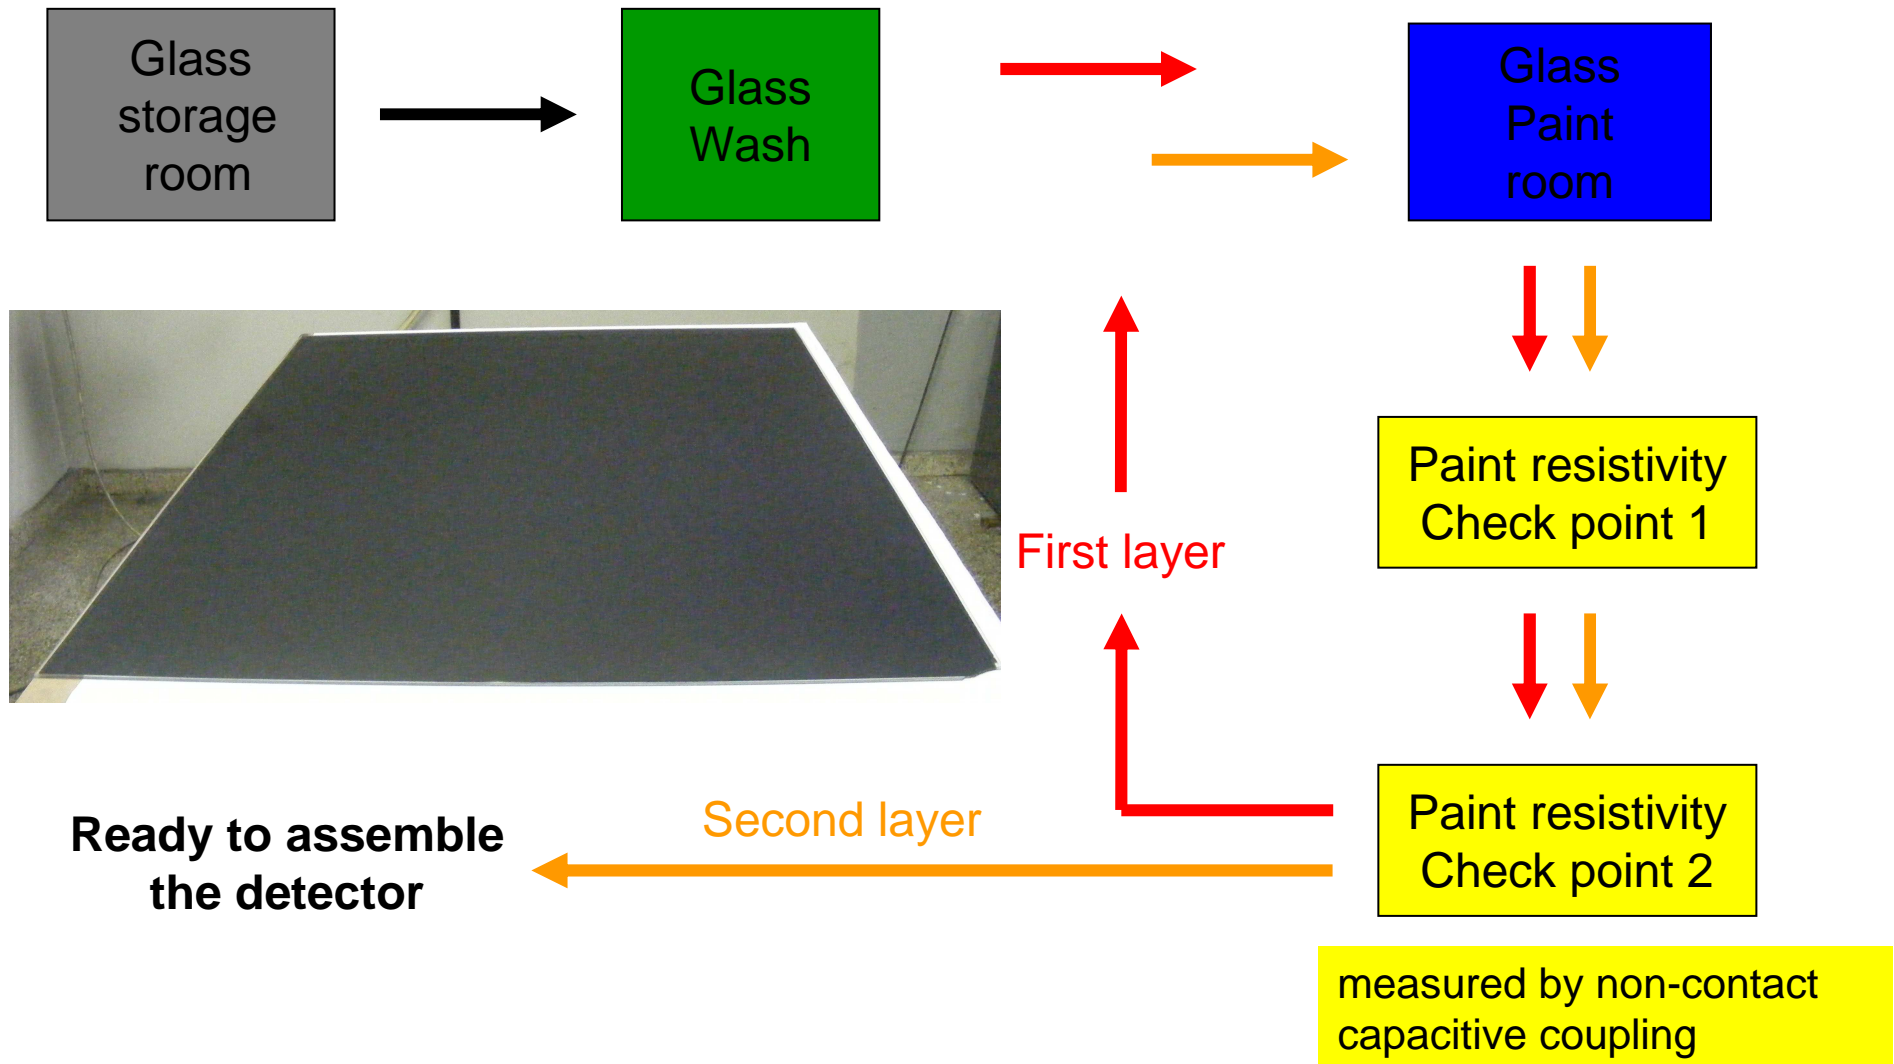 Glass
storage
room
Glass
Wash
Glass
Paint
room
Paint resistivity
Check point 1
First layer
Paint resistivity
Check point 2
Second layer
Ready to assemble
the detector
measured by non-contact
capacitive coupling